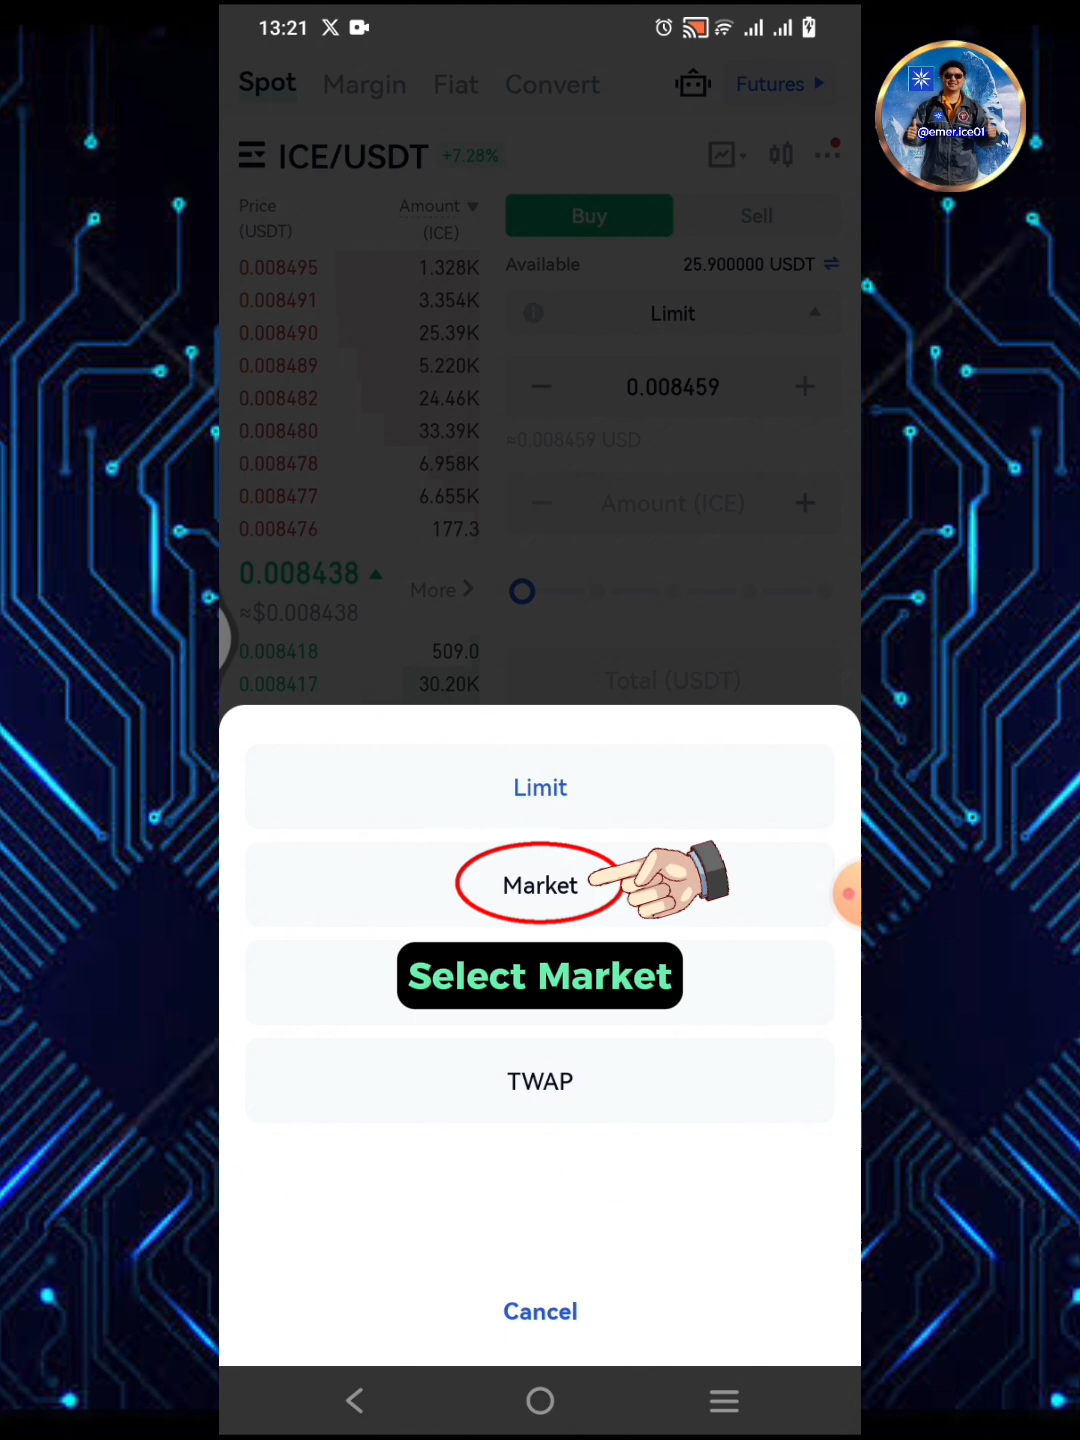 13:21
Spot Margin Fiat Convert Futures
ICE/USDT +7.28%
Price Amount
(USDT) (ICE)
Buy Sell
Available 25.900000 USDT
Limit
0.008459
≈0.008459 USD
Amount (ICE)
Total (USDT)
0.008495 1.328K
0.008491 3.354K
0.008490 25.39K
0.008489 5.220K
0.008482 24.46K
0.008480 33.39K
0.008478 6.958K
0.008477 6.655K
0.008476 177.3
0.008438 More
≈$0.008438
0.008418 509.0
0.008417 30.20K
Limit
Market
Select Market
TWAP
Cancel
@emer.ice01